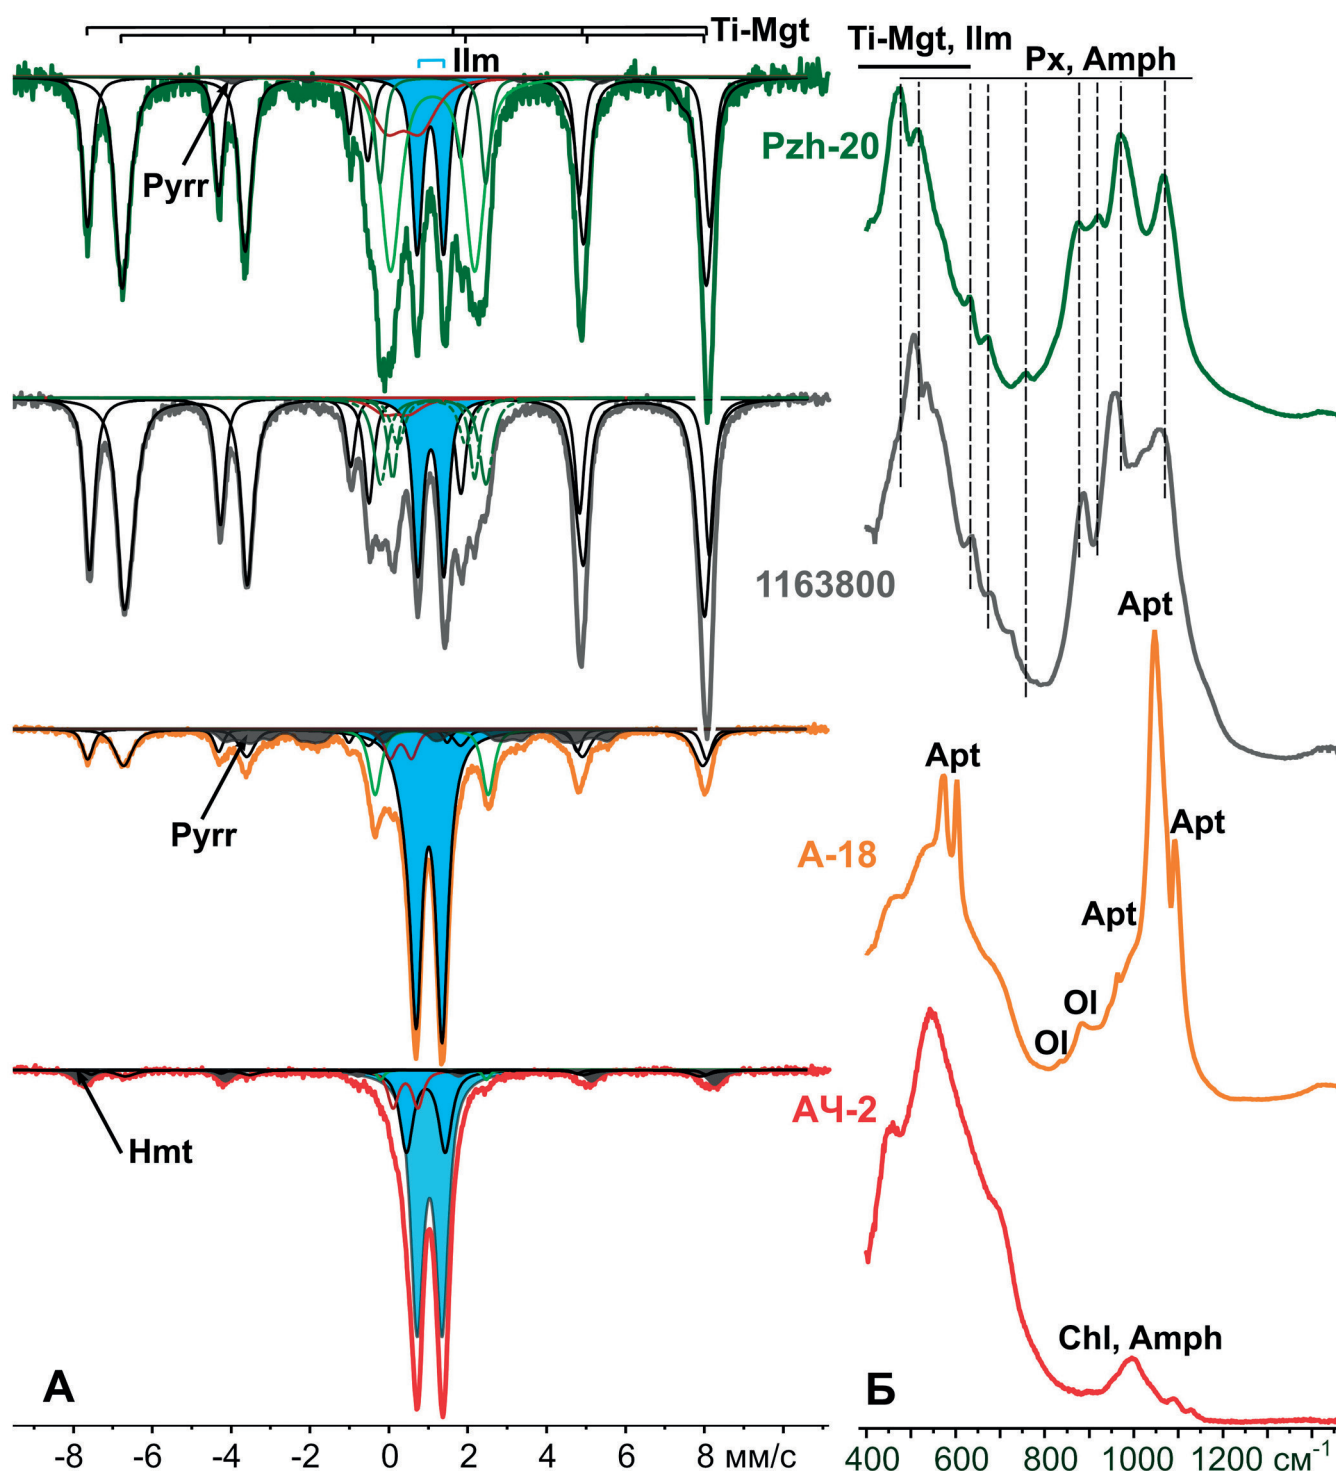 Ti-Mgt
Ilm
Pyrr
Pzh-20
Ti-Mgt, Ilm
Px, Amph
1163800
Apt
Pyrr
А-18
Apt
Apt
Apt
Ol
Ol
Hmt
АЧ-2
Chl, Amph
А
Б
-8 -6 -4 -2 0 2 4 6 8 мм/с
400 600 800 1000 1200 см⁻¹